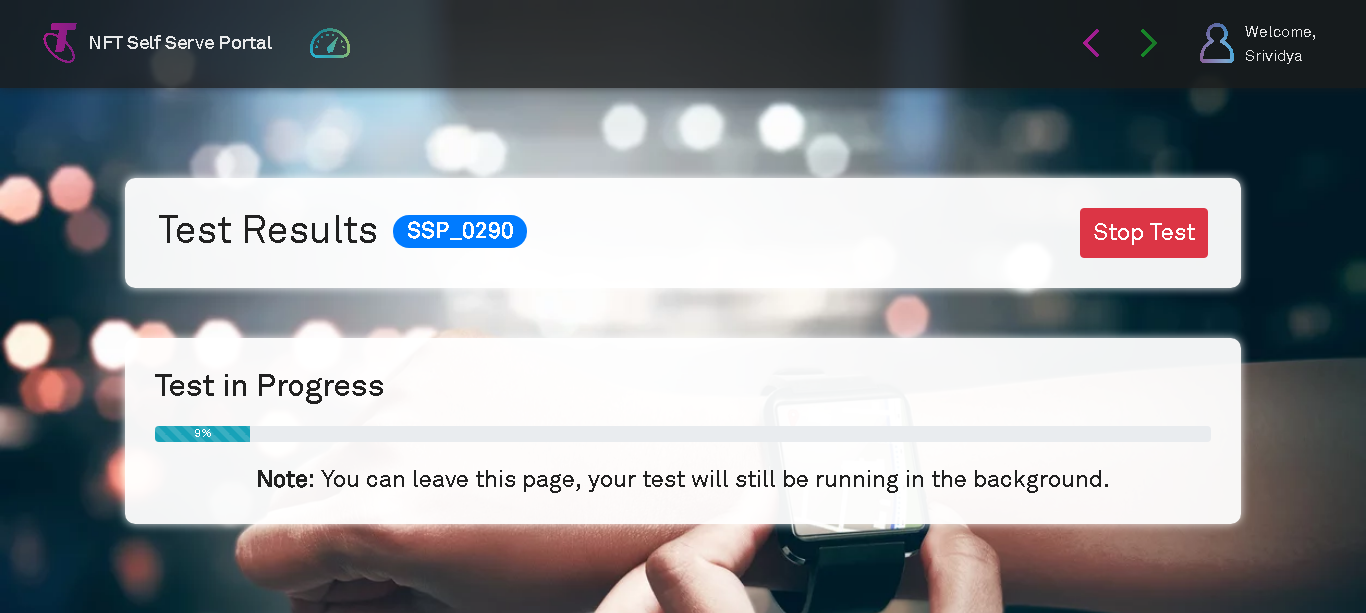 NFT Self Serve Portal
Welcome,
Srividya
Test Results SSP_0290
Stop Test
Test in Progress
9%
Note: You can leave this page, your test will still be running in the background.